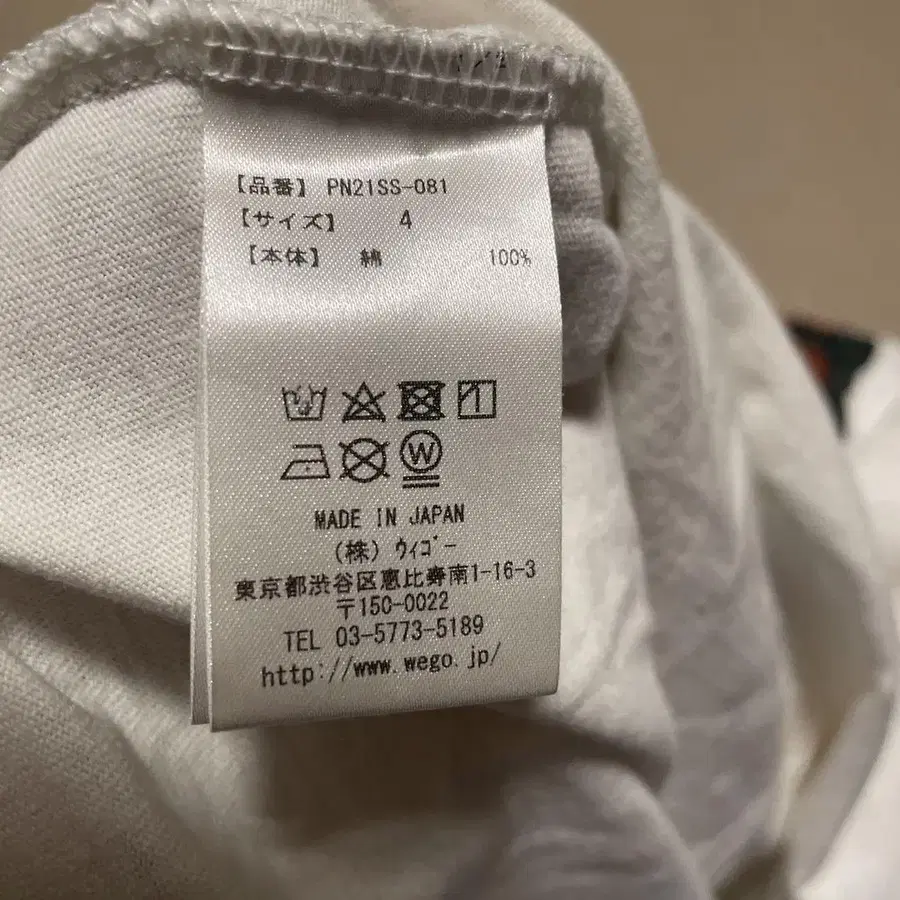 【品番】 PN21SS-081
【サイズ】 4
【本体】 綿 100%
W
MADE IN JAPAN
(株) ウィゴー
東京都渋谷区恵比寿南1-16-3
〒150-0022
TEL 03-5773-5189
http://www.wego.jp/